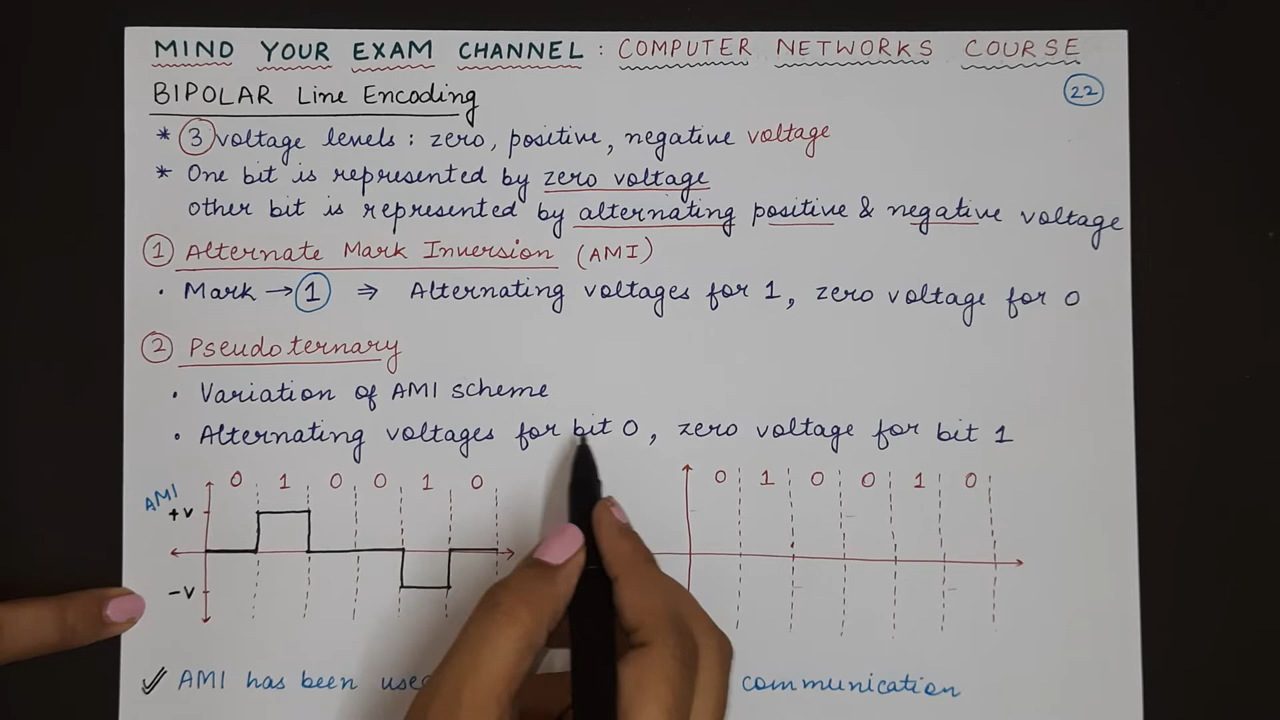 MIND YOUR EXAM CHANNEL : COMPUTER NETWORKS COURSE
22
BIPOLAR Line Encoding
* 3 voltage levels : zero, positive, negative voltage
* One bit is represented by zero voltage
other bit is represented by alternating positive & negative voltage
1 Alternate Mark Inversion (AMI)
· Mark → 1 ⇒ Alternating voltages for 1, zero voltage for 0
2 Pseudoternary
· Variation of AMI scheme
· Alternating voltages for bit 0, zero voltage for bit 1
AMI 0 1 0 0 1 0
0 1 0 0 1 0
+V
-V
✓ AMI has been used communication